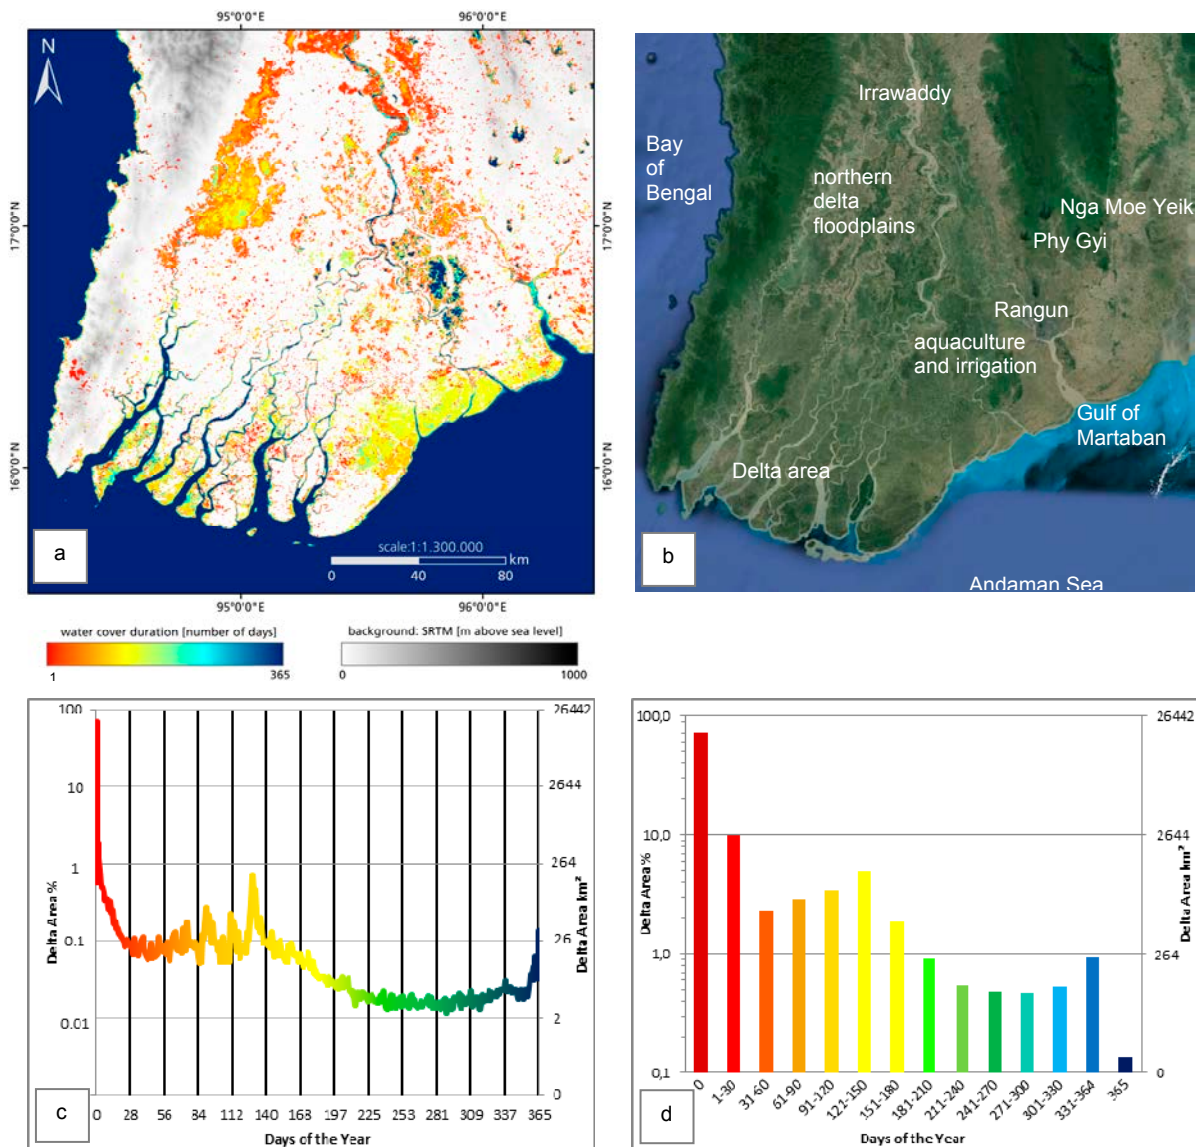 95°0'0"E
96°0'0"E
N
17°0'0"N
16°0'0"N
17°0'0"N
16°0'0"N
a
scale:1:1.300.000
km
0
40
80
95°0'0"E
96°0'0"E
water cover duration [number of days]
1
365
background: SRTM [m above sea level]
0
1000
Irrawaddy
Bay
of
Bengal
northern
delta
floodplains
Nga Moe Yeik
Phy Gyi
Rangun
aquaculture
and irrigation
Gulf of
Martaban
Delta area
b
Andaman Sea
100
10
1
0.1
0.01
Delta Area %
26442
2644
264
26
2
0
Delta Area km²
c
0 28 56 84 112 140 168 197 225 253 281 309 337 365
Days of the Year
100,0
10,0
1,0
0,1
Delta Area %
26442
2644
264
0
Delta Area km²
d
0 1-30 31-60 61-90 91-120 121-150 151-180 181-210 211-240 241-270 271-300 301-330 331-364 365
Days of the Year